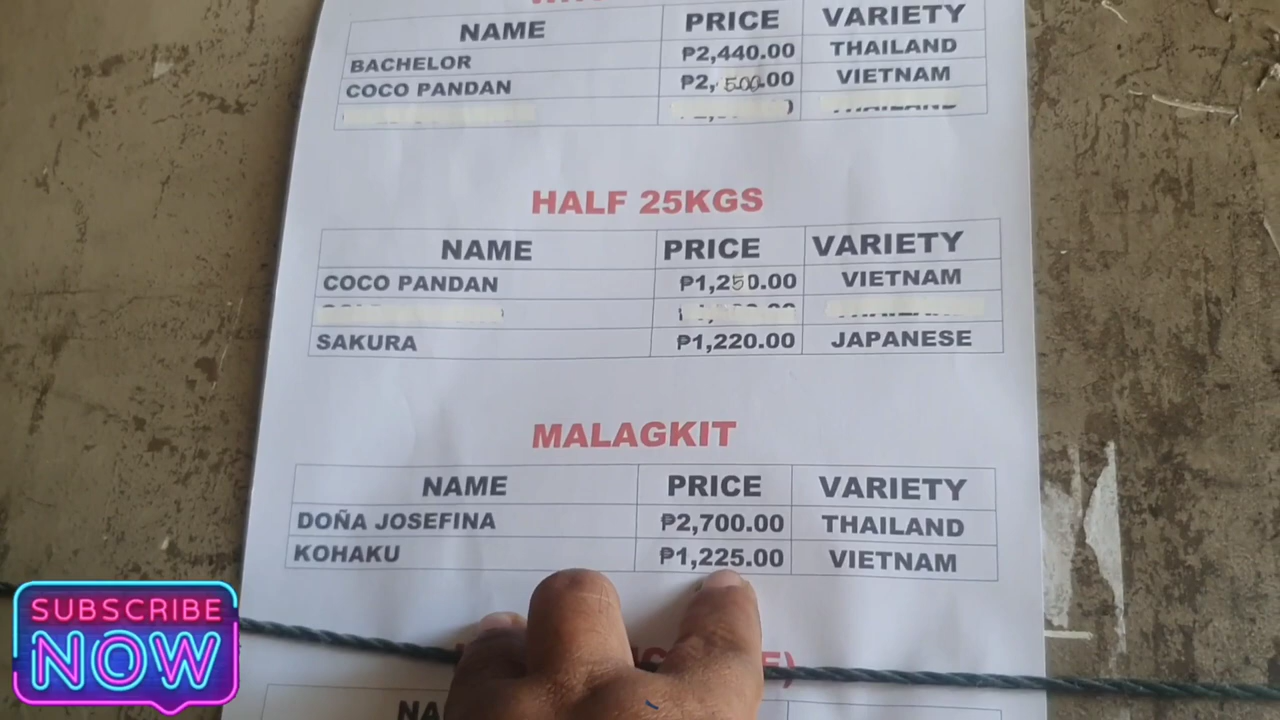 NAME PRICE VARIETY
BACHELOR ₱2,440.00 THAILAND
COCO PANDAN ₱2,500.00 VIETNAM
HALF 25KGS
NAME PRICE VARIETY
COCO PANDAN ₱1,250.00 VIETNAM
SAKURA ₱1,220.00 JAPANESE
MALAGKIT
NAME PRICE VARIETY
DOÑA JOSEFINA ₱2,700.00 THAILAND
KOHAKU ₱1,225.00 VIETNAM
SUBSCRIBE
NOW